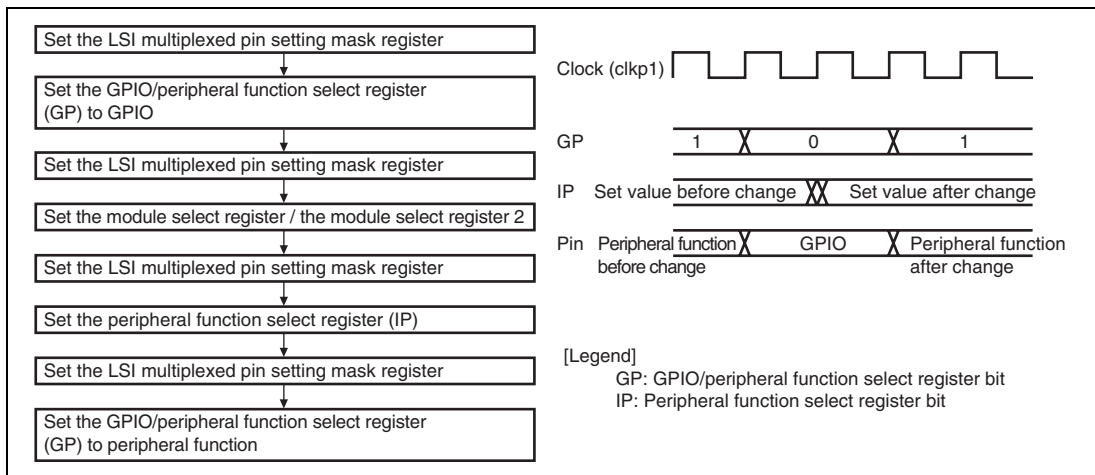 Set the LSI multiplexed pin setting mask register
Set the GPIO/peripheral function select register
(GP) to GPIO
Set the LSI multiplexed pin setting mask register
Set the module select register / the module select register 2
Set the LSI multiplexed pin setting mask register
Set the peripheral function select register (IP)
Set the LSI multiplexed pin setting mask register
Set the GPIO/peripheral function select register
(GP) to peripheral function
Clock (clkp1)
GP 1 0 1
IP Set value before change Set value after change
Pin Peripheral function GPIO Peripheral function
before change after change
[Legend]
GP: GPIO/peripheral function select register bit
IP: Peripheral function select register bit